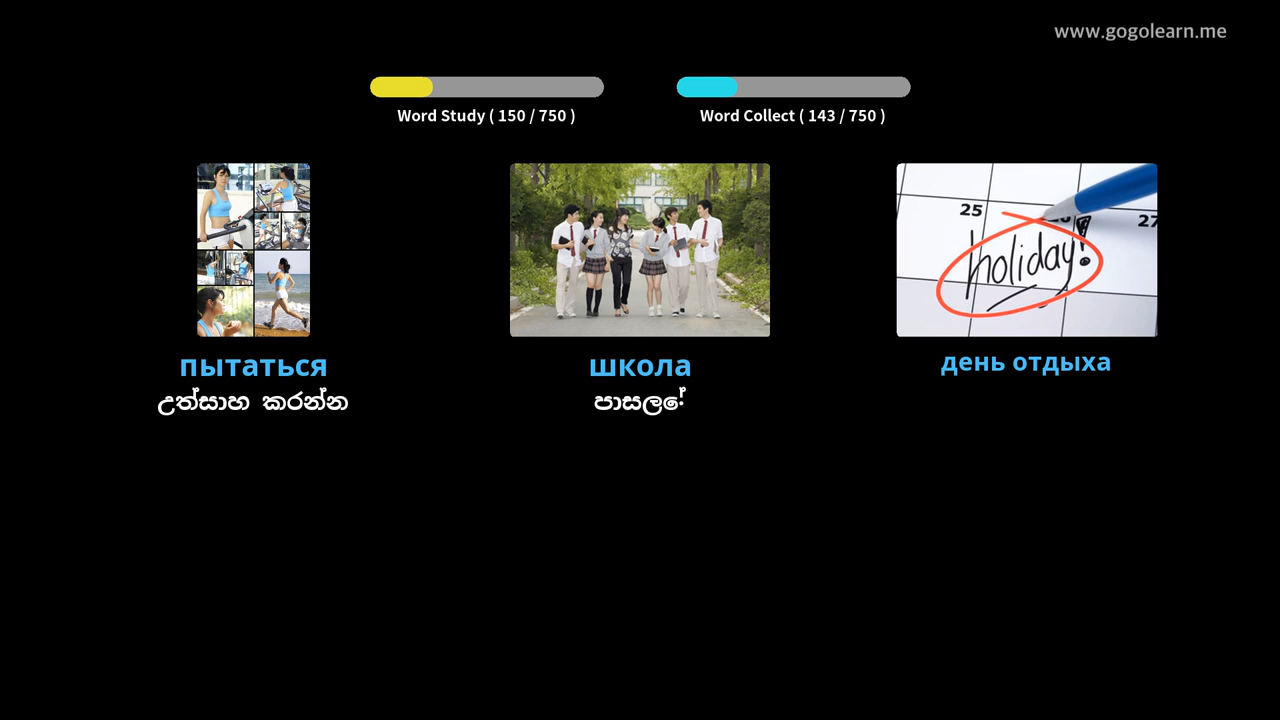 www.gogolearn.me
Word Study ( 150 / 750 )
Word Collect ( 143 / 750 )
25
27
holiday!
пытаться
школа
день отдыха
උත්සාහ කරන්න